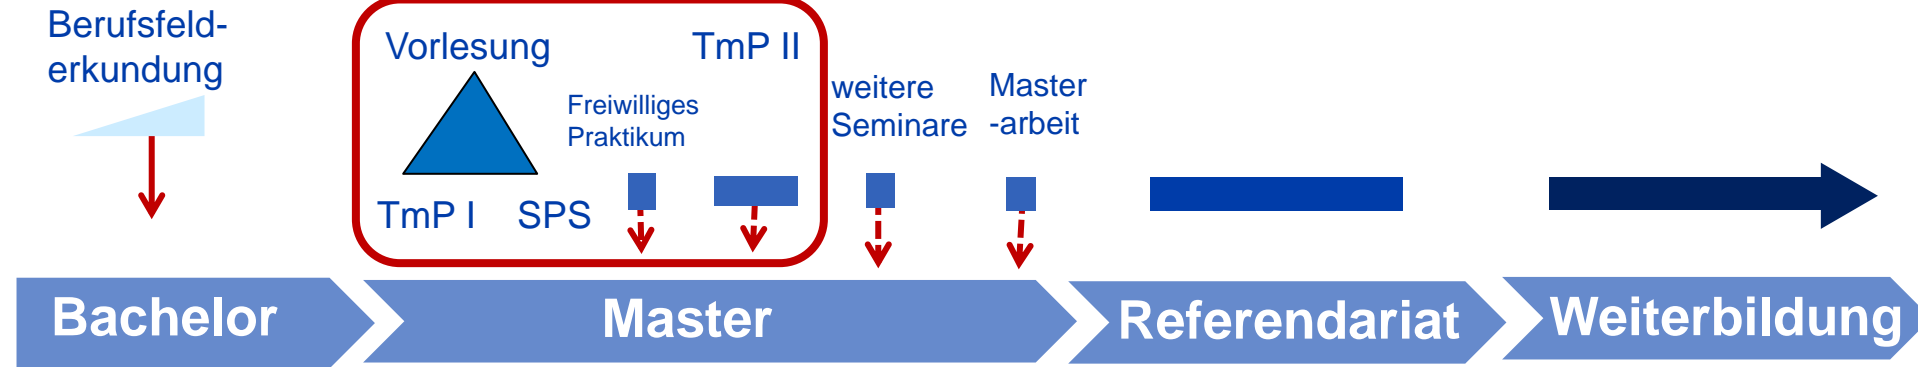 Berufsfeld-
erkundung
Vorlesung
TmP II
Freiwilliges
Praktikum
TmP I
SPS
weitere
Seminare
Master
-arbeit
Bachelor
Master
Referendariat
Weiterbildung